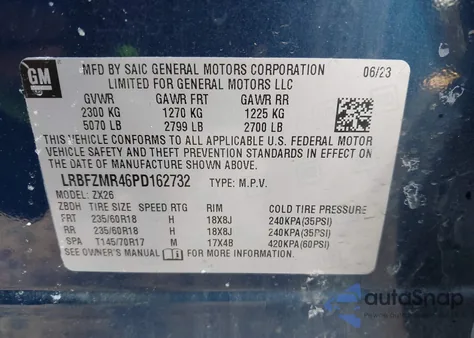 GM
MFD BY SAIC GENERAL MOTORS CORPORATION 06/23
LIMITED FOR GENERAL MOTORS LLC
GVWR GAWR FRT GAWR RR
2300 KG 1270 KG 1225 KG
5070 LB 2799 LB 2700 LB
THIS VEHICLE CONFORMS TO ALL APPLICABLE U.S. FEDERAL MOTOR
VEHICLE SAFETY AND THEFT PREVENTION STANDARDS IN EFFECT ON
THE DATE OF MANUFACTURE SHOWN ABOVE.
LRBFZMR46PD162732 TYPE: M.P.V.
MODEL: ZX26
ZBDH TIRE SIZE SPEED RTG RIM COLD TIRE PRESSURE
FRT 235/60R18 H 18X8J 240KPA(35PSI)
RR 235/60R18 H 18X8J 240KPA(35PSI)
SPA T145/70R17 M 17X4B 420KPA(60PSI)
SEE OWNER'S MANUAL FOR MORE INFORMATION
autoSnap